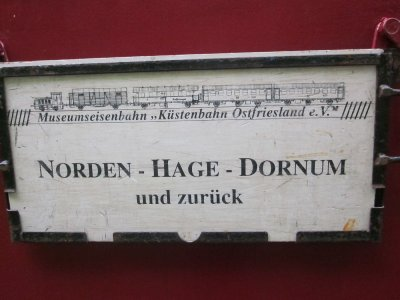 Museumseisenbahn „Küstenbahn Ostfriesland e.V."
NORDEN - HAGE - DORNUM
und zurück